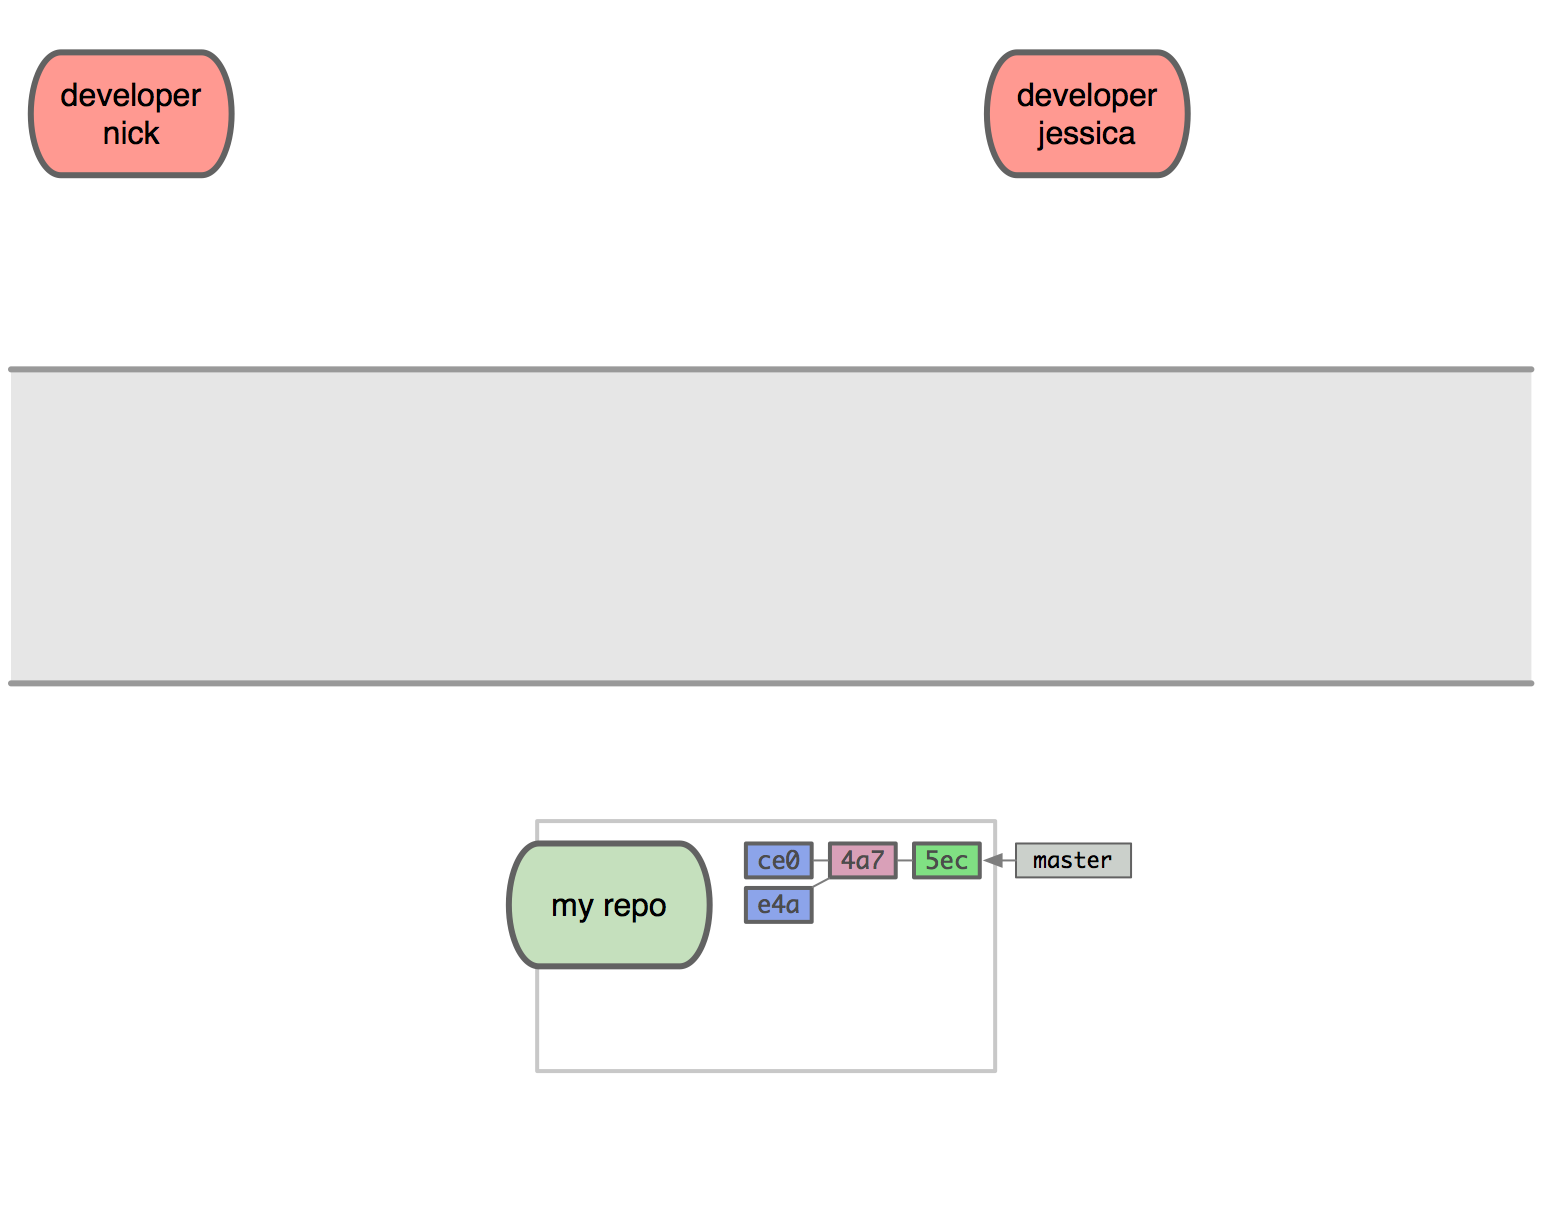 developer
nick
developer
jessica
my repo
ce0
4a7
5ec
master
e4a